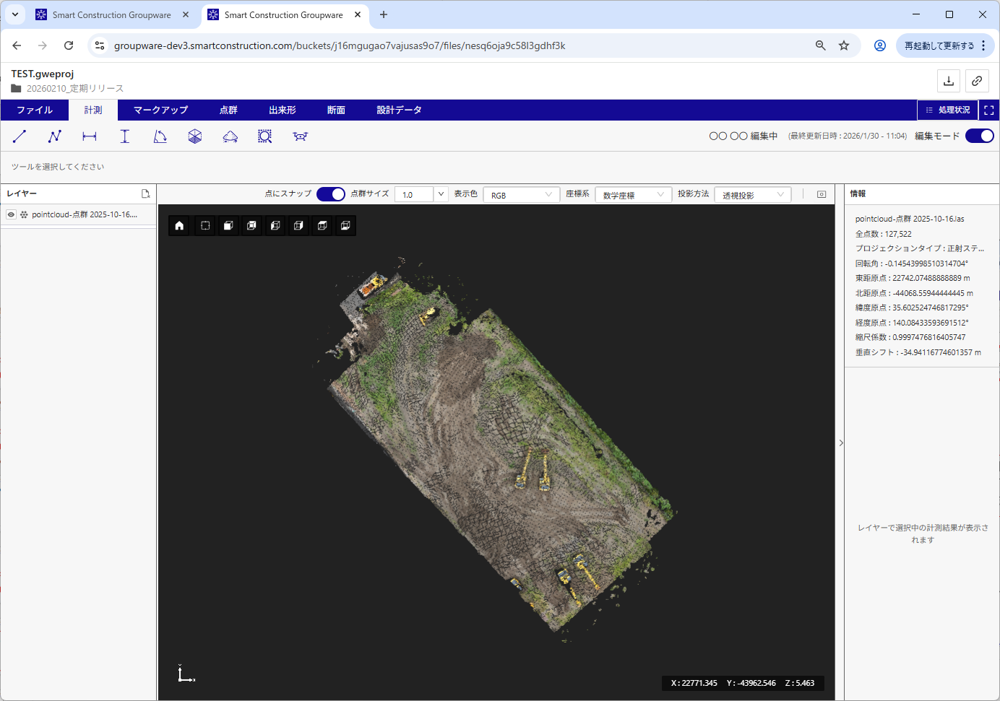 Smart Construction Groupware
Smart Construction Groupware
groupware-dev3.smartconstruction.com/buckets/j16mgugao7vajusas9o7/files/nesq6oja9c58l3gdhf3k
再起動して更新する
TEST.gweproj
20260210_定期リリース
ファイル 計測 マークアップ 点群 出来形 断面 設計データ 処理状況
〇〇 〇〇 編集中 (最終更新日時 : 2026/1/30 - 11:04) 編集モード
ツールを選択してください
レイヤー
点にスナップ 点群サイズ 1.0 表示色 RGB 座標系 数学座標 投影方法 透視投影
情報
pointcloud-点群 2025-10-16....
pointcloud-点群 2025-10-16.las
全点数 : 127,522
プロジェクションタイプ : 正射ステ...
回転角 : -0.14543998510314704°
東距原点 : 22742.07488888889 m
北距原点 : -44068.55944444445 m
緯度原点 : 35.602524746817295°
経度原点 : 140.08433593691512°
縮尺係数 : 0.9997476816405747
垂直シフト : -34.94116774601357 m
レイヤーで選択中の計測結果が表示さ
れます
X : 22771.345 Y : -43962.546 Z : 5.463